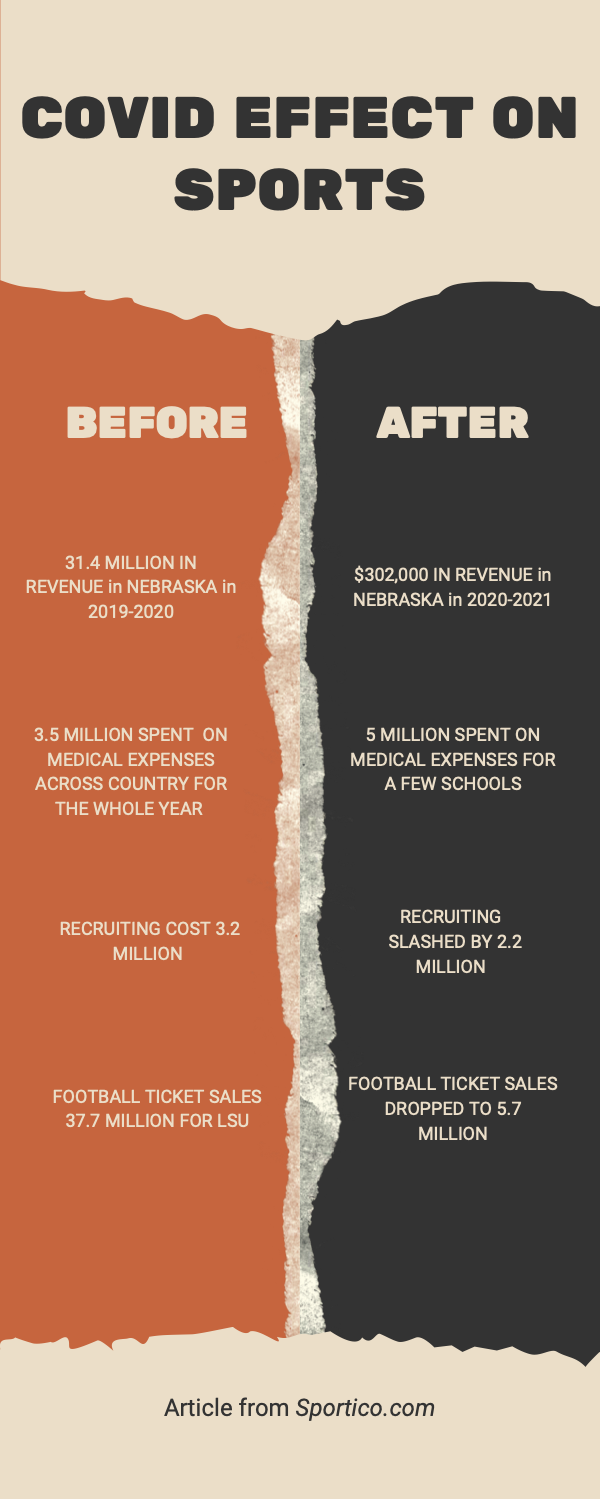 COVID EFFECT ON
SPORTS
BEFORE
AFTER
31.4 MILLION IN
REVENUE in NEBRASKA in
2019-2020
$302,000 IN REVENUE in
NEBRASKA in 2020-2021
3.5 MILLION SPENT ON
MEDICAL EXPENSES
ACROSS COUNTRY FOR
THE WHOLE YEAR
5 MILLION SPENT ON
MEDICAL EXPENSES FOR
A FEW SCHOOLS
RECRUITING COST 3.2
MILLION
RECRUITING
SLASHED BY 2.2
MILLION
FOOTBALL TICKET SALES
37.7 MILLION FOR LSU
FOOTBALL TICKET SALES
DROPPED TO 5.7
MILLION
Article from Sportico.com